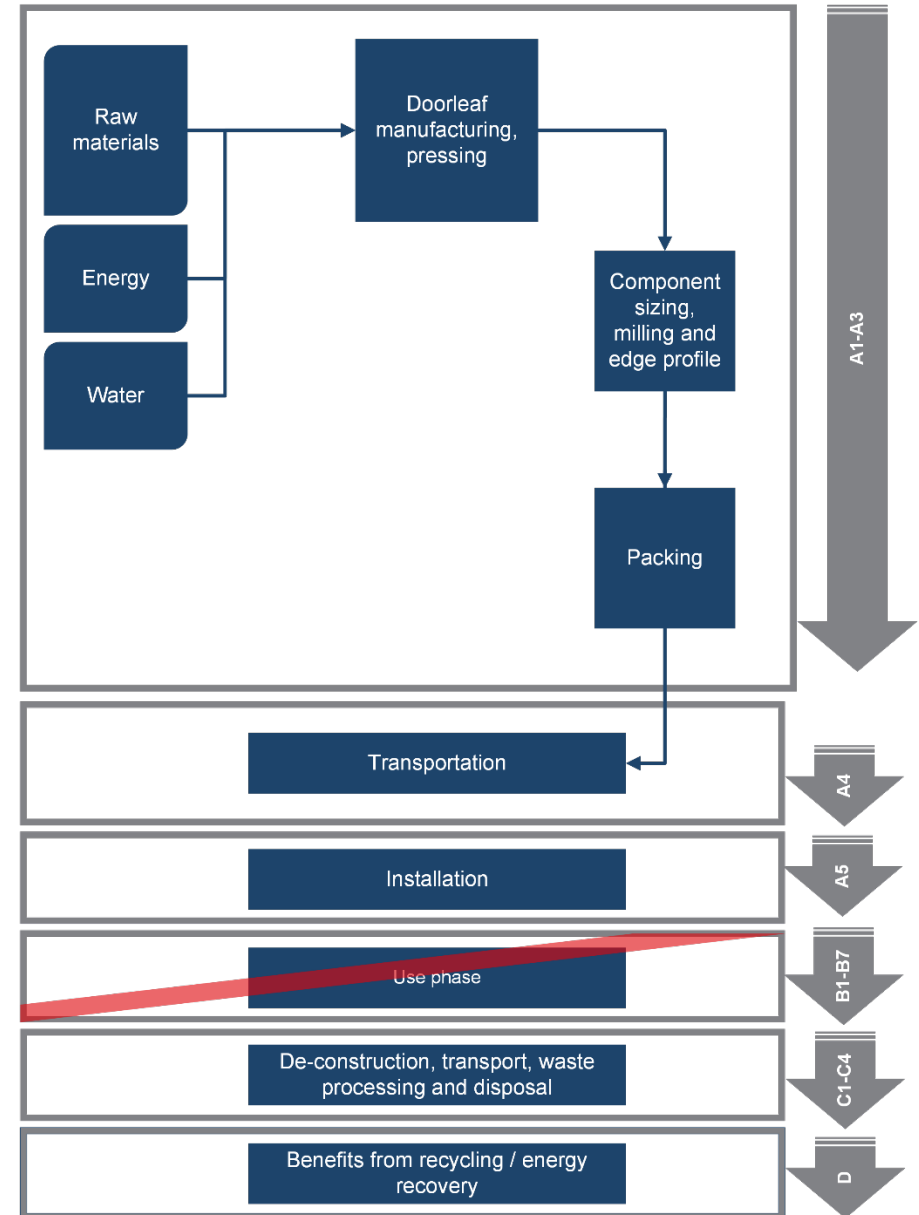 Raw
materials
Doorleaf
manufacturing,
pressing
Energy
Component
sizing,
milling and
edge profile
Water
Packing
A1-A3
Transportation
A4
Installation
A5
Use phase
B1-B7
De-construction, transport, waste
processing and disposal
C1-C4
Benefits from recycling / energy
recovery
D